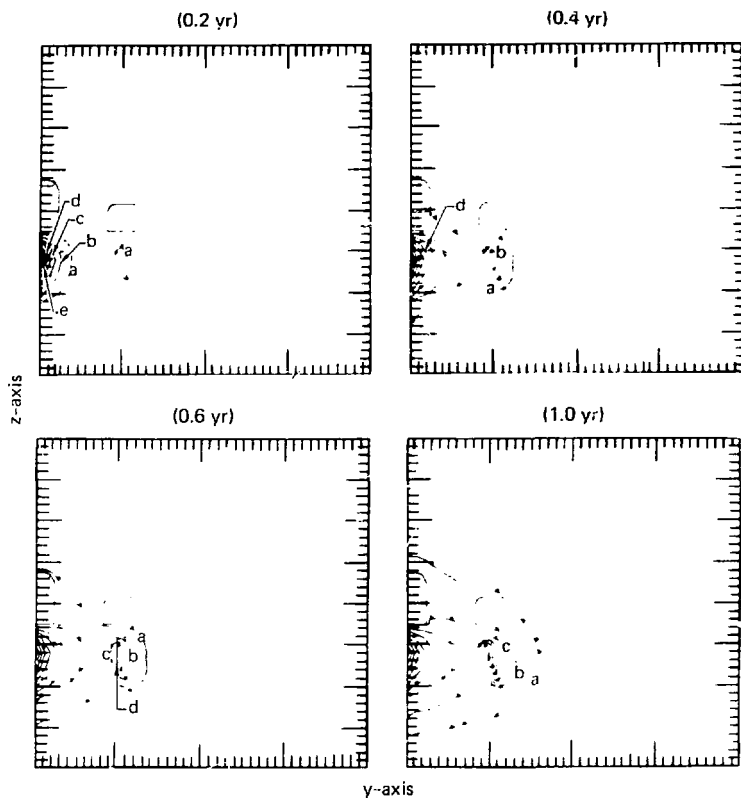 (0.2 yr)
(0.4 yr)
d
c
b
a
a
e
d
b
a
z-axis
(0.6 yr)
(1.0 yr)
a
c
b
d
c
b
a
y-axis